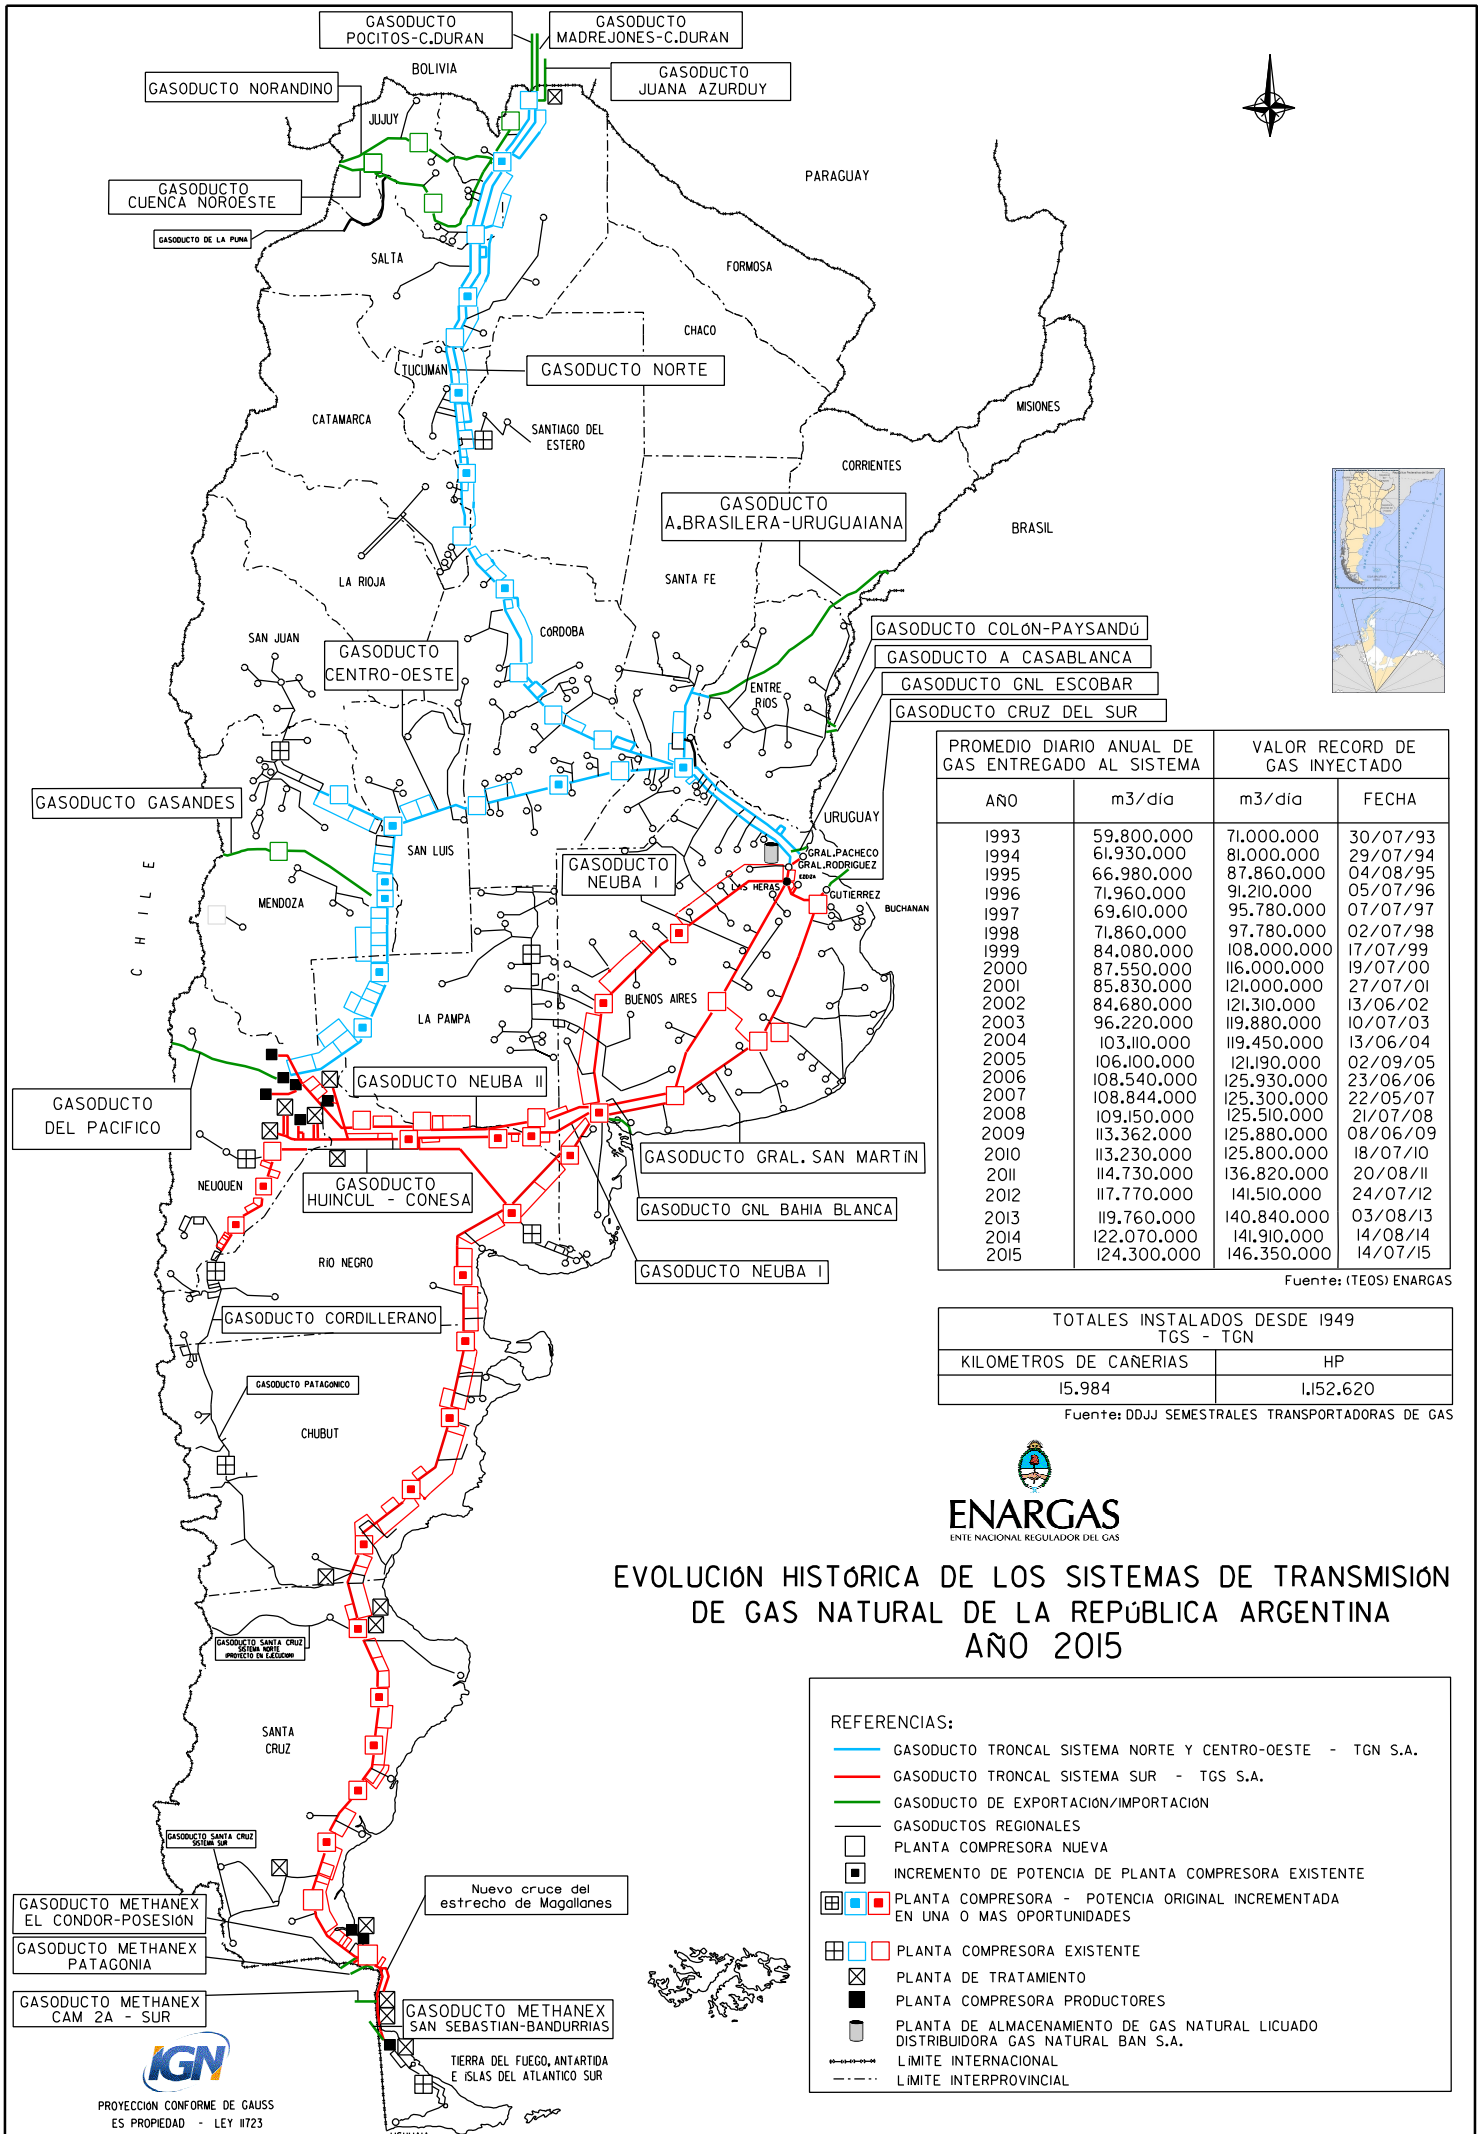 GASODUCTO
POCITOS-C.DURAN
GASODUCTO
MADREJONES-C.DURAN
BOLIVIA
GASODUCTO
JUANA AZURDUY
GASODUCTO NORANDINO
JUJUY
PARAGUAY
GASODUCTO
CUENCA NOROESTE
GASODUCTO DE LA PUNA
SALTA
FORMOSA
CHACO
TUCUMAN
GASODUCTO NORTE
MISIONES
CATAMARCA
SANTIAGO DEL
ESTERO
CORRIENTES
GASODUCTO
A.BRASILERA-URUGUAIANA
BRASIL
LA RIOJA
SANTA FE
SAN JUAN
CóRDOBA
GASODUCTO
CENTRO-OESTE
GASODUCTO COLóN-PAYSANDú
GASODUCTO A CASABLANCA
GASODUCTO GNL ESCOBAR
GASODUCTO CRUZ DEL SUR
ENTRE
RIOS
GASODUCTO GASANDES
URUGUAY
SAN LUIS
GRAL.PACHECO
GRAL.RODRIGUEZ
EZEIZA
LAS HERAS
GUTIERREZ
BUCHANAN
GASODUCTO
NEUBA I
CHILE
MENDOZA
BUENOS AIRES
LA PAMPA
GASODUCTO NEUBA II
GASODUCTO
DEL PACIFICO
GASODUCTO GRAL. SAN MARTíN
GASODUCTO
HUINCUL - CONESA
NEUQUEN
GASODUCTO GNL BAHIA BLANCA
RIO NEGRO
GASODUCTO NEUBA I
GASODUCTO CORDILLERANO
GASODUCTO PATAGóNICO
CHUBUT
GASODUCTO SANTA CRUZ
SISTEMA NORTE
(PROYECTO EN EJECUCION)
SANTA
CRUZ
GASODUCTO SANTA CRUZ
SISTEMA SUR
GASODUCTO METHANEX
EL CONDOR-POSESIóN
GASODUCTO METHANEX
PATAGONIA
GASODUCTO METHANEX
CAM 2A - SUR
Nuevo cruce del
estrecho de Magallanes
GASODUCTO METHANEX
SAN SEBASTIAN-BANDURRIAS
TIERRA DEL FUEGO, ANTáRTIDA
E ISLAS DEL ATLANTICO SUR
IGN
PROYECCIóN CONFORME DE GAUSS
ES PROPIEDAD - LEY 11723
PROMEDIO DIARIO ANUAL DE
GAS ENTREGADO AL SISTEMA
VALOR RECORD DE
GAS INYECTADO
AÑO m3/día m3/día FECHA
1993 59.800.000 71.000.000 30/07/93
1994 61.930.000 81.000.000 29/07/94
1995 66.980.000 87.860.000 04/08/95
1996 71.960.000 91.210.000 05/07/96
1997 69.610.000 95.780.000 07/07/97
1998 71.860.000 97.780.000 02/07/98
1999 84.080.000 108.000.000 17/07/99
2000 87.550.000 116.000.000 19/07/00
2001 85.830.000 121.000.000 27/07/01
2002 84.680.000 121.310.000 13/06/02
2003 96.220.000 119.880.000 10/07/03
2004 103.110.000 119.450.000 13/06/04
2005 106.100.000 121.190.000 02/09/05
2006 108.540.000 125.930.000 23/06/06
2007 108.844.000 125.300.000 22/05/07
2008 109.150.000 125.510.000 21/07/08
2009 113.362.000 125.880.000 08/06/09
2010 113.230.000 125.800.000 18/07/10
2011 114.730.000 136.820.000 20/08/11
2012 117.770.000 141.510.000 24/07/12
2013 119.760.000 140.840.000 03/08/13
2014 122.070.000 141.910.000 14/08/14
2015 124.300.000 146.350.000 14/07/15
Fuente: (TEOS) ENARGAS
TOTALES INSTALADOS DESDE 1949
TGS - TGN
KILOMETROS DE CAÑERIAS HP
15.984 1.152.620
Fuente: DDJJ SEMESTRALES TRANSPORTADORAS DE GAS
ENARGAS
ENTE NACIONAL REGULADOR DEL GAS
EVOLUCIóN HISTóRICA DE LOS SISTEMAS DE TRANSMISIóN
DE GAS NATURAL DE LA REPúBLICA ARGENTINA
AÑO 2015
REFERENCIAS:
GASODUCTO TRONCAL SISTEMA NORTE Y CENTRO-OESTE - TGN S.A.
GASODUCTO TRONCAL SISTEMA SUR - TGS S.A.
GASODUCTO DE EXPORTACIóN/IMPORTACIóN
GASODUCTOS REGIONALES
PLANTA COMPRESORA NUEVA
INCREMENTO DE POTENCIA DE PLANTA COMPRESORA EXISTENTE
PLANTA COMPRESORA - POTENCIA ORIGINAL INCREMENTADA
EN UNA O MAS OPORTUNIDADES
PLANTA COMPRESORA EXISTENTE
PLANTA DE TRATAMIENTO
PLANTA COMPRESORA PRODUCTORES
PLANTA DE ALMACENAMIENTO DE GAS NATURAL LICUADO
DISTRIBUIDORA GAS NATURAL BAN S.A.
LíMITE INTERNACIONAL
LíMITE INTERPROVINCIAL